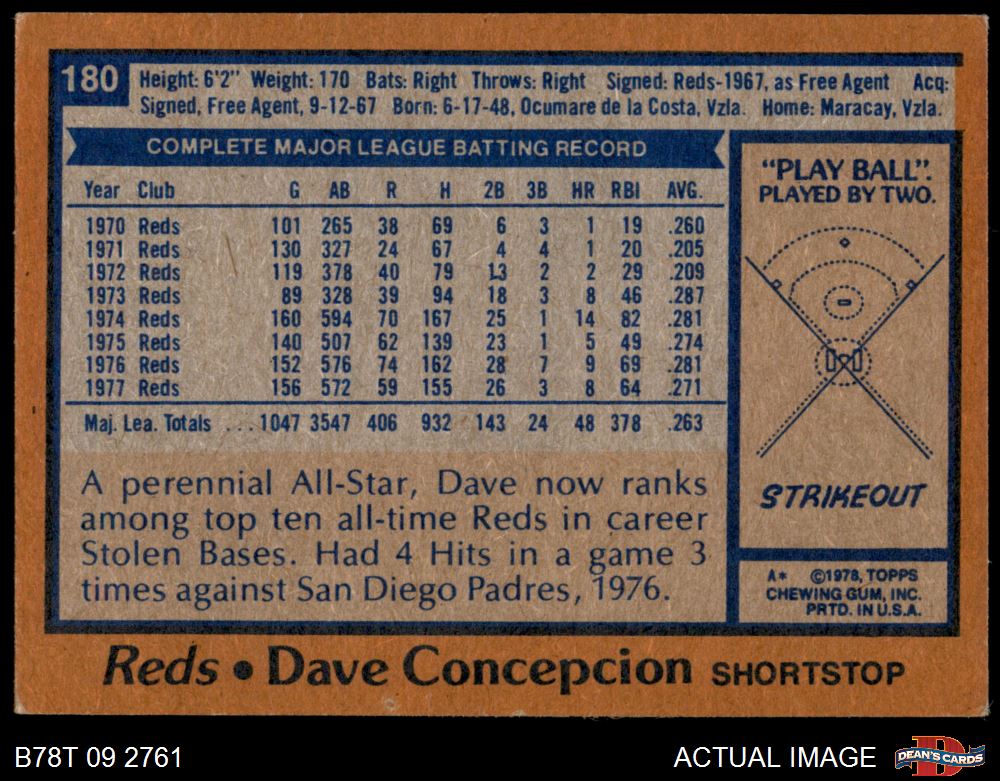 180
Height: 6'2" Weight: 170 Bats: Right Throws: Right Signed: Reds-1967, as Free Agent Acq:
Signed, Free Agent, 9-12-67 Born: 6-17-48, Ocumare de la Costa, Vzla. Home: Maracay, Vzla.
COMPLETE MAJOR LEAGUE BATTING RECORD
Year Club G AB R H 2B 3B HR RBI AVG.
1970 Reds 101 265 38 69 6 3 1 19 .260
1971 Reds 130 327 24 67 4 4 1 20 .205
1972 Reds 119 378 40 79 13 2 2 29 .209
1973 Reds 89 328 39 94 18 3 8 46 .287
1974 Reds 160 594 70 167 25 1 14 82 .281
1975 Reds 140 507 62 139 23 1 5 49 .274
1976 Reds 152 576 74 162 28 7 9 69 .281
1977 Reds 156 572 59 155 26 3 8 64 .271
Maj. Lea. Totals ... 1047 3547 406 932 143 24 48 378 .263
A perennial All-Star, Dave now ranks
among top ten all-time Reds in career
Stolen Bases. Had 4 Hits in a game 3
times against San Diego Padres, 1976.
"PLAY BALL".
PLAYED BY TWO.
STRIKEOUT
A* ©1978, TOPPS
CHEWING GUM, INC.
PRTD. IN U.S.A.
Reds • Dave Concepcion SHORTSTOP
B78T 09 2761
ACTUAL IMAGE
D
DEAN'S CARDS